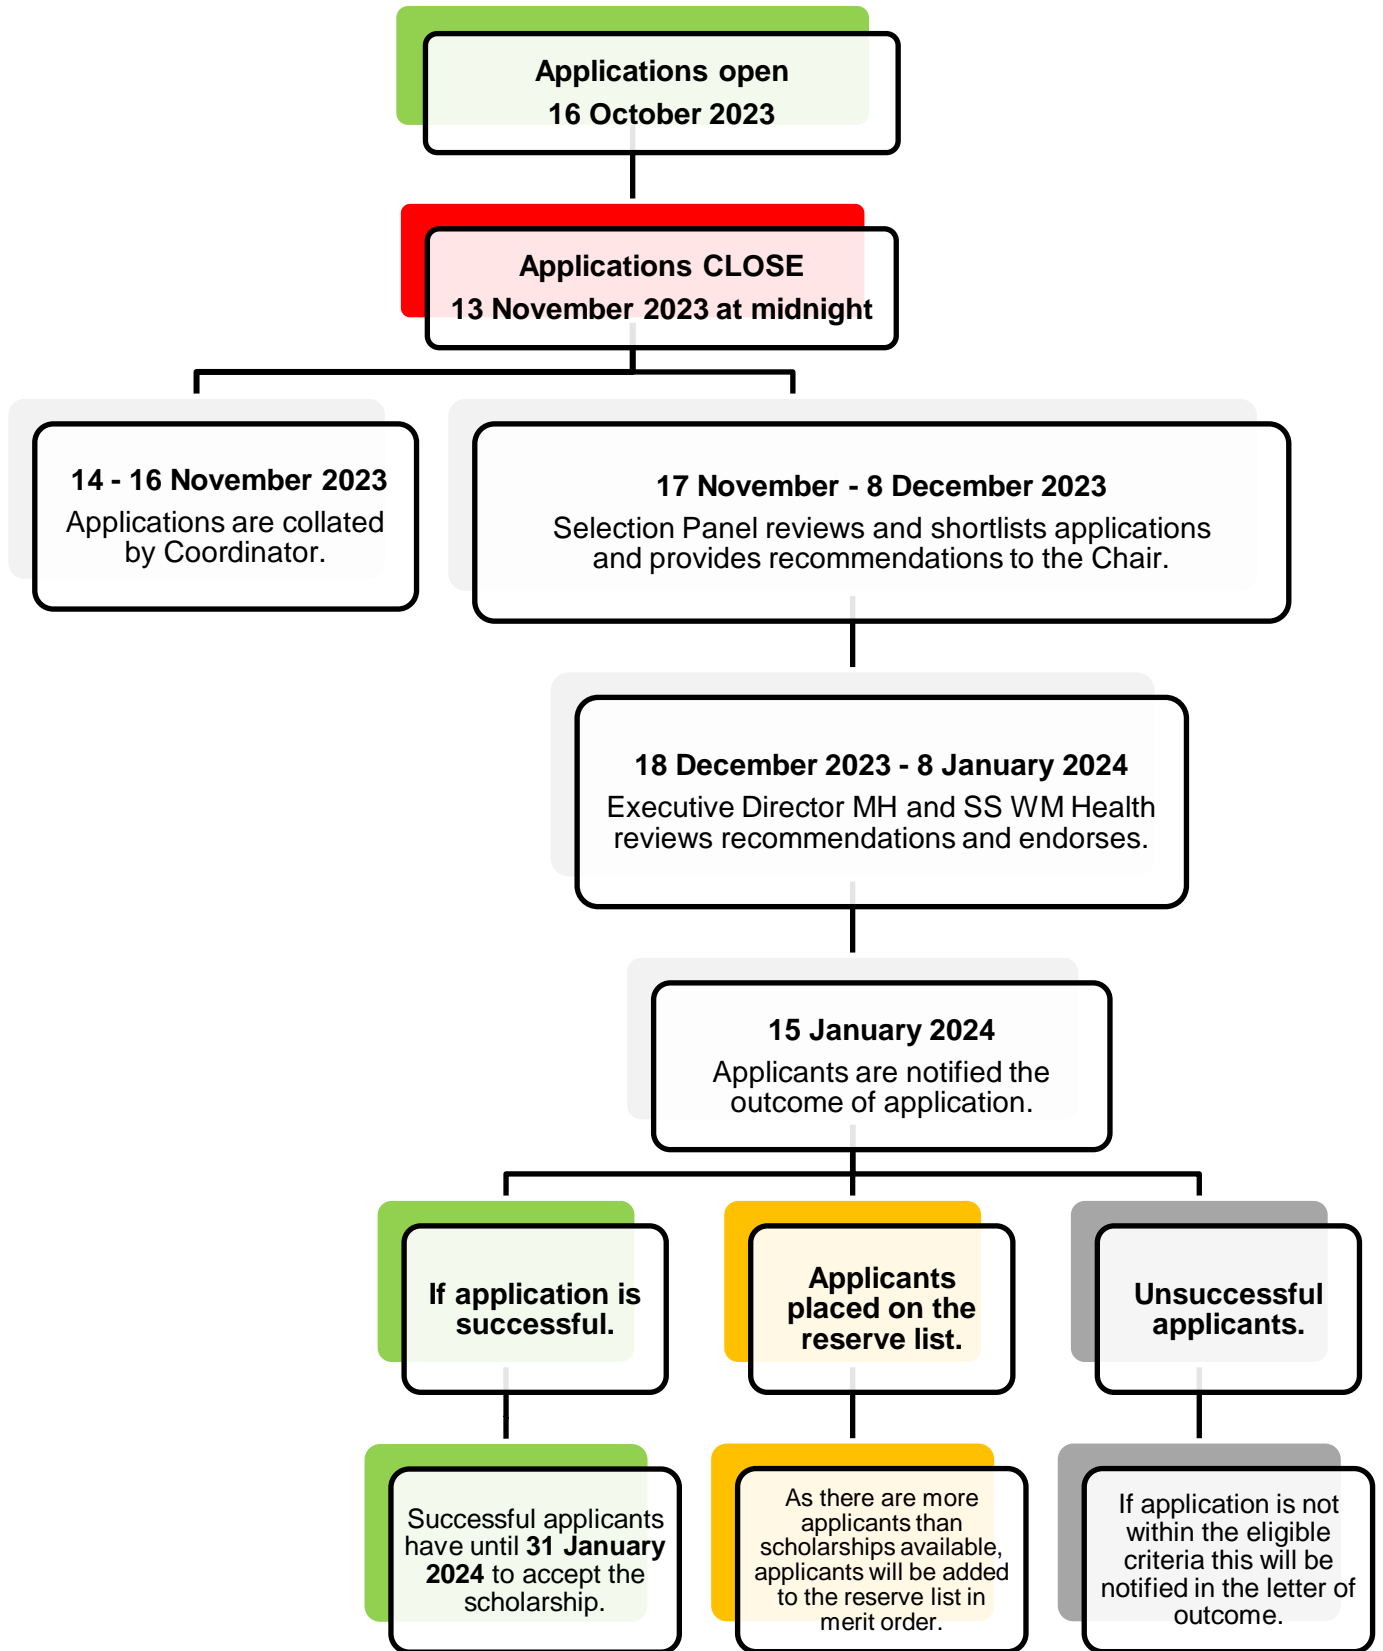 Applications open
16 October 2023
Applications CLOSE
13 November 2023 at midnight
14 - 16 November 2023
Applications are collated
by Coordinator.
17 November - 8 December 2023
Selection Panel reviews and shortlists applications
and provides recommendations to the Chair.
18 December 2023 - 8 January 2024
Executive Director MH and SS WM Health
reviews recommendations and endorses.
15 January 2024
Applicants are notified the
outcome of application.
If application is
successful.
Applicants
placed on the
reserve list.
Unsuccessful
applicants.
Successful applicants
have until 31 January
2024 to accept the
scholarship.
As there are more
applicants than
scholarships available,
applicants will be added
to the reserve list in
merit order.
If application is not
within the eligible
criteria this will be
notified in the letter of
outcome.